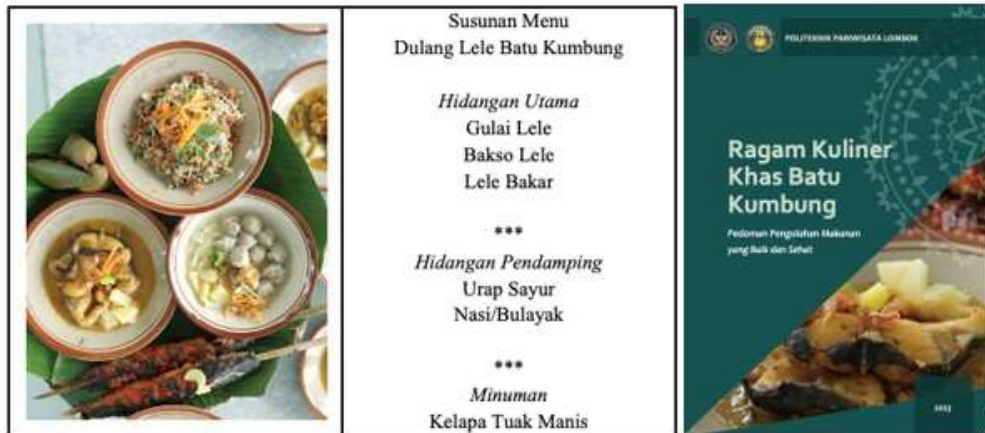 Susunan Menu
Dulang Lele Batu Kumbung
Hidangan Utama
Gulai Lele
Bakso Lele
Lele Bakar
***
Hidangan Pendamping
Urap Sayur
Nasi/Bulayak
***
Minuman
Kelapa Tuak Manis
POLITEKNIK PARIWISATA LOMBOK
Ragam Kuliner
Khas Batu
Kumbung
Pedoman Pengolahan Makanan
yang Baik dan Sehat
2023